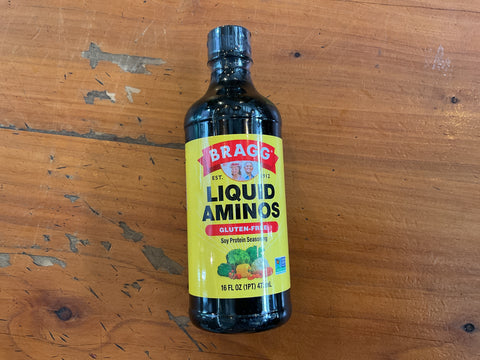 BRAGG
EST. 1912
LIQUID
AMINOS
GLUTEN-FREE
Soy Protein Seasoning
16 FL OZ (1PT) 473mL